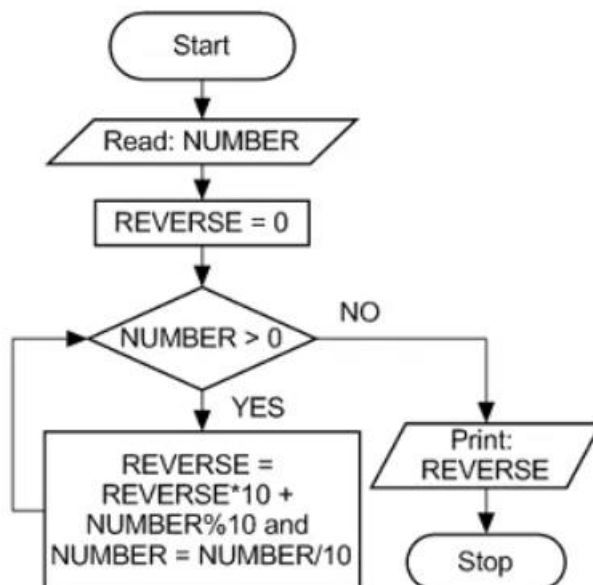 Start
Read: NUMBER
REVERSE = 0
NUMBER > 0
NO
YES
REVERSE =
REVERSE*10 +
NUMBER%10 and
NUMBER = NUMBER/10
Print:
REVERSE
Stop